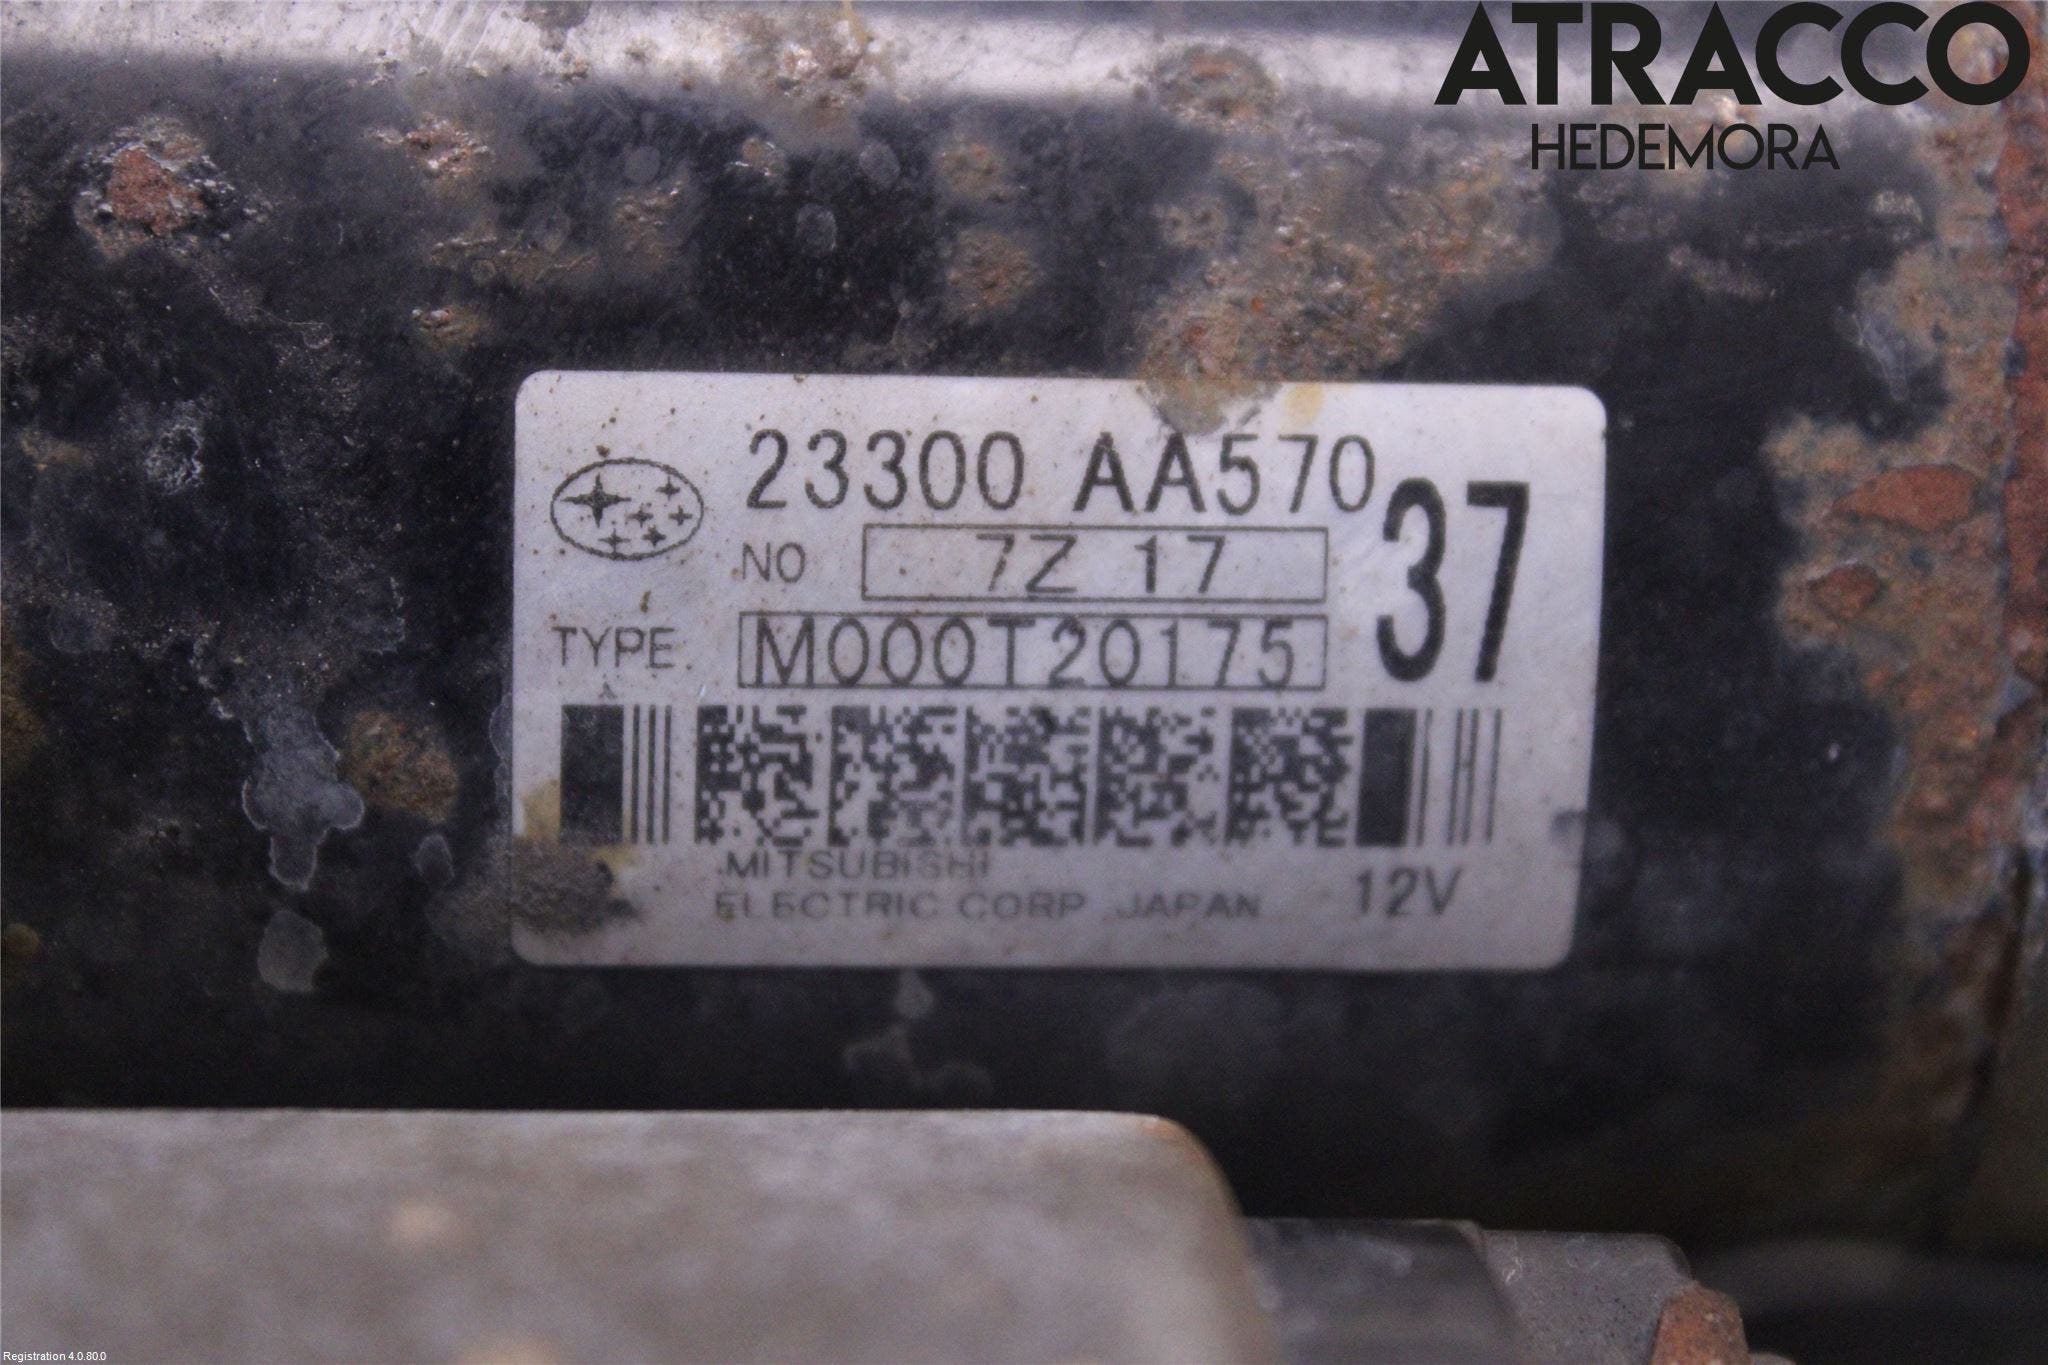 ATRACCO
HEDEMORA
23300 AA570
37
NO 7Z 17
TYPE M000T20175
MITSUBISHI
ELECTRIC CORP JAPAN 12V
Registration 4.0.80.0